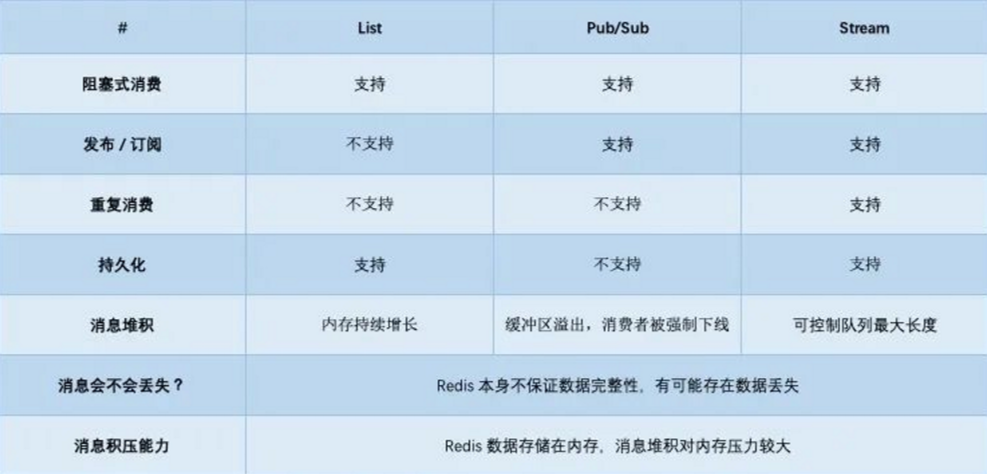 # List Pub/Sub Stream
阻塞式消费 支持 支持 支持
发布 / 订阅 不支持 支持 支持
重复消费 不支持 不支持 支持
持久化 支持 不支持 支持
消息堆积 内存持续增长 缓冲区溢出，消费者被强制下线 可控制队列最大长度
消息会不会丢失？ Redis 本身不保证数据完整性，有可能存在数据丢失
消息积压能力 Redis 数据存储在内存，消息堆积对内存压力较大